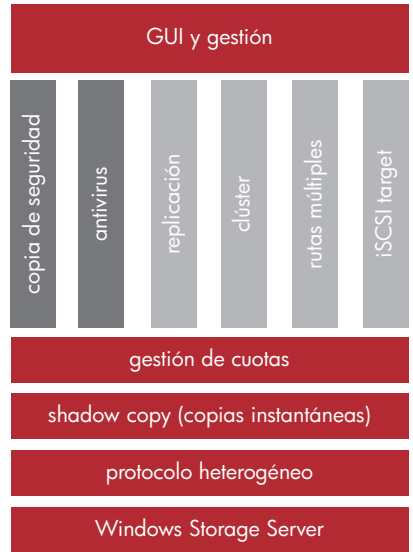 GUI y gestión
copia de seguridad
antivirus
replicación
clúster
rutas múltiples
iSCSI target
gestión de cuotas
shadow copy (copias instantáneas)
protocolo heterogéneo
Windows Storage Server